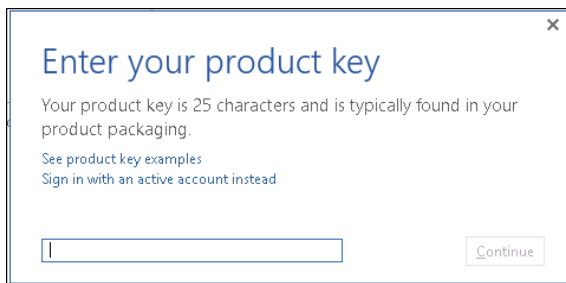 Enter your product key
Your product key is 25 characters and is typically found in your
product packaging.
See product key examples
Sign in with an active account instead
Continue